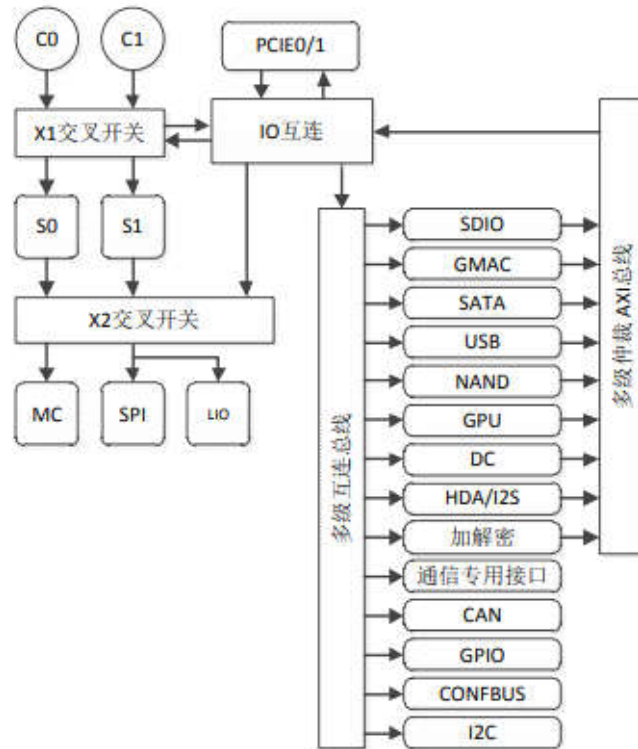 C0
C1
PCIE0/1
X1交叉开关
IO互连
S0
S1
X2交叉开关
MC
SPI
LIO
多级互连总线
SDIO
GMAC
SATA
USB
NAND
GPU
DC
HDA/I2S
加解密
通信专用接口
CAN
GPIO
CONFBUS
I2C
多级仲裁 AXI总线